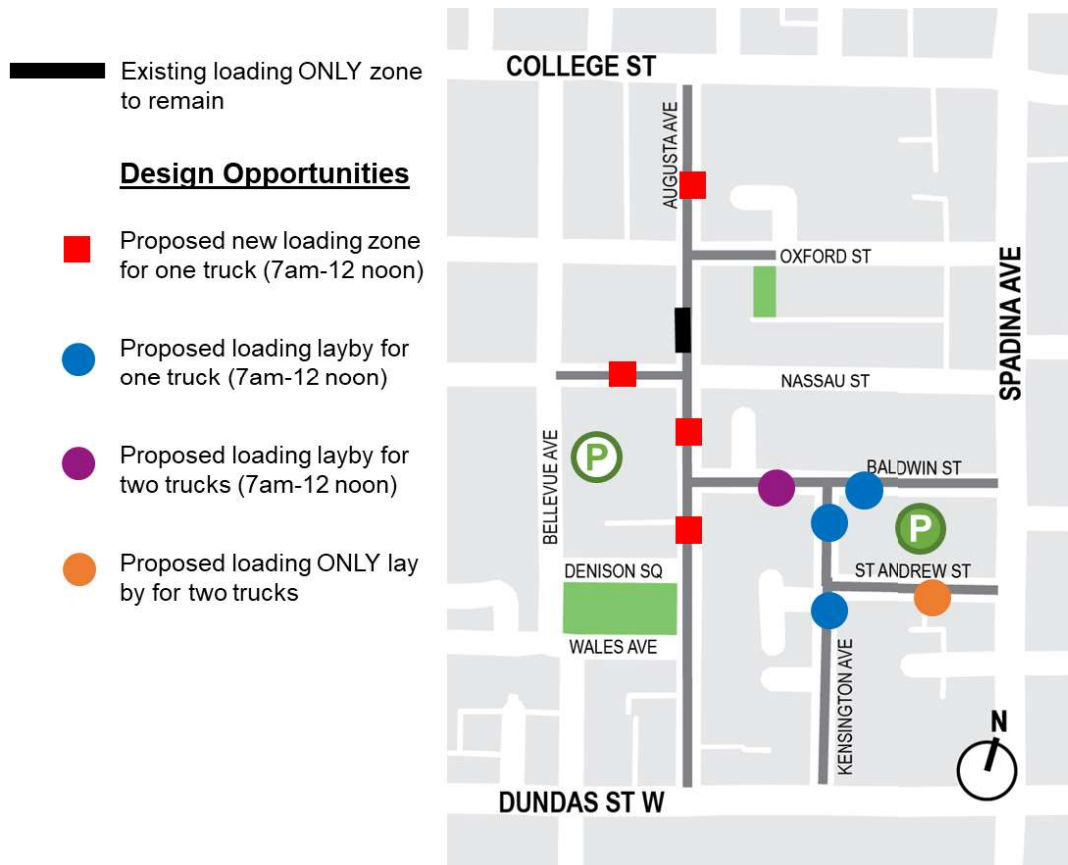 Existing loading ONLY zone
to remain
Design Opportunities
Proposed new loading zone
for one truck (7am-12 noon)
Proposed loading layby for
one truck (7am-12 noon)
Proposed loading layby for
two trucks (7am-12 noon)
Proposed loading ONLY lay
by for two trucks
COLLEGE ST
AUGUSTA AVE
OXFORD ST
SPADINA AVE
NASSAU ST
BELLEVUE AVE
P
BALDWIN ST
P
DENISON SQ
ST ANDREW ST
WALES AVE
KENSINGTON AVE
N
DUNDAS ST W